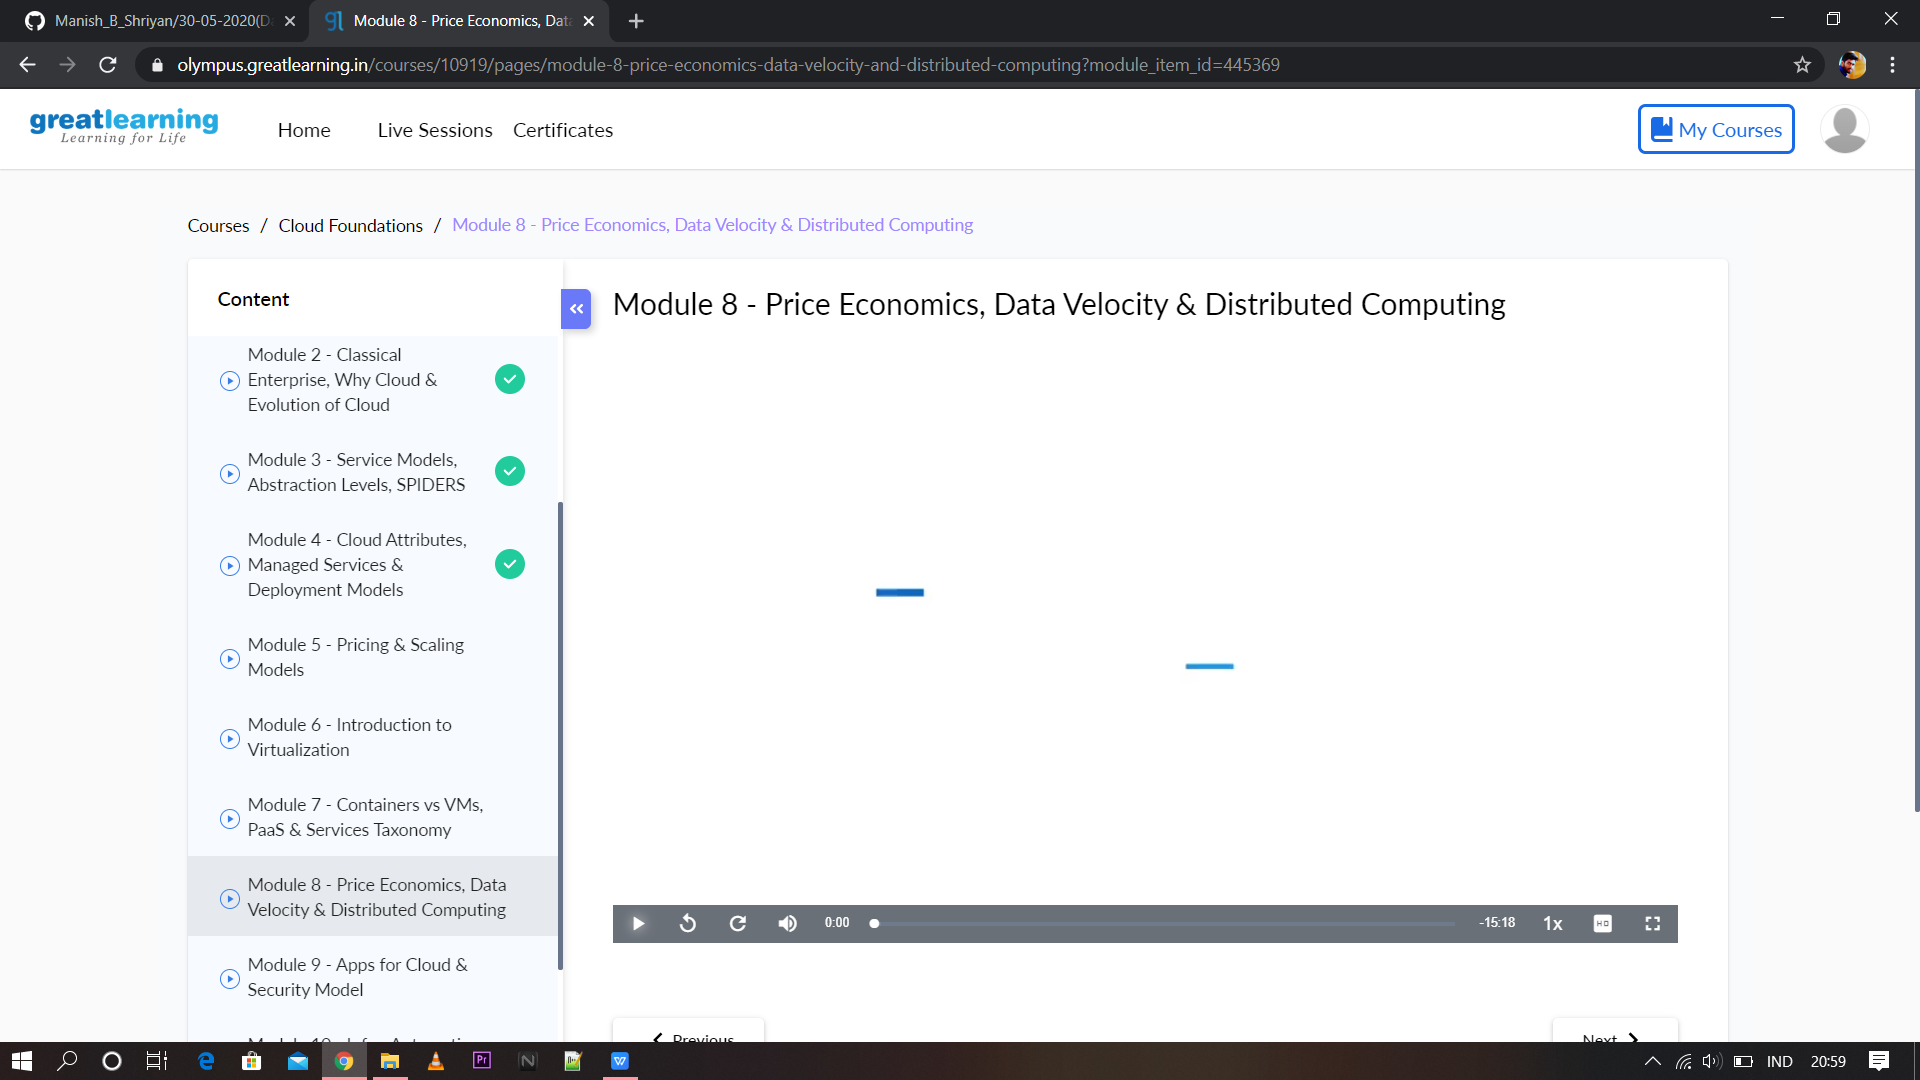 Manish_B_Shriyan/30-05-2020(Da
Module 8 - Price Economics, Data
olympus.greatlearning.in/courses/10919/pages/module-8-price-economics-data-velocity-and-distributed-computing?module_item_id=445369
greatlearning
Learning for Life
Home
Live Sessions
Certificates
My Courses
Courses / Cloud Foundations / Module 8 - Price Economics, Data Velocity & Distributed Computing
Content
Module 2 - Classical
Enterprise, Why Cloud &
Evolution of Cloud
Module 3 - Service Models,
Abstraction Levels, SPIDERS
Module 4 - Cloud Attributes,
Managed Services &
Deployment Models
Module 5 - Pricing & Scaling
Models
Module 6 - Introduction to
Virtualization
Module 7 - Containers vs VMs,
PaaS & Services Taxonomy
Module 8 - Price Economics, Data
Velocity & Distributed Computing
Module 9 - Apps for Cloud &
Security Model
Module 8 - Price Economics, Data Velocity & Distributed Computing
0:00
-15:18
1x
HD
Previous
Next
Pr
N
W
IND
20:59